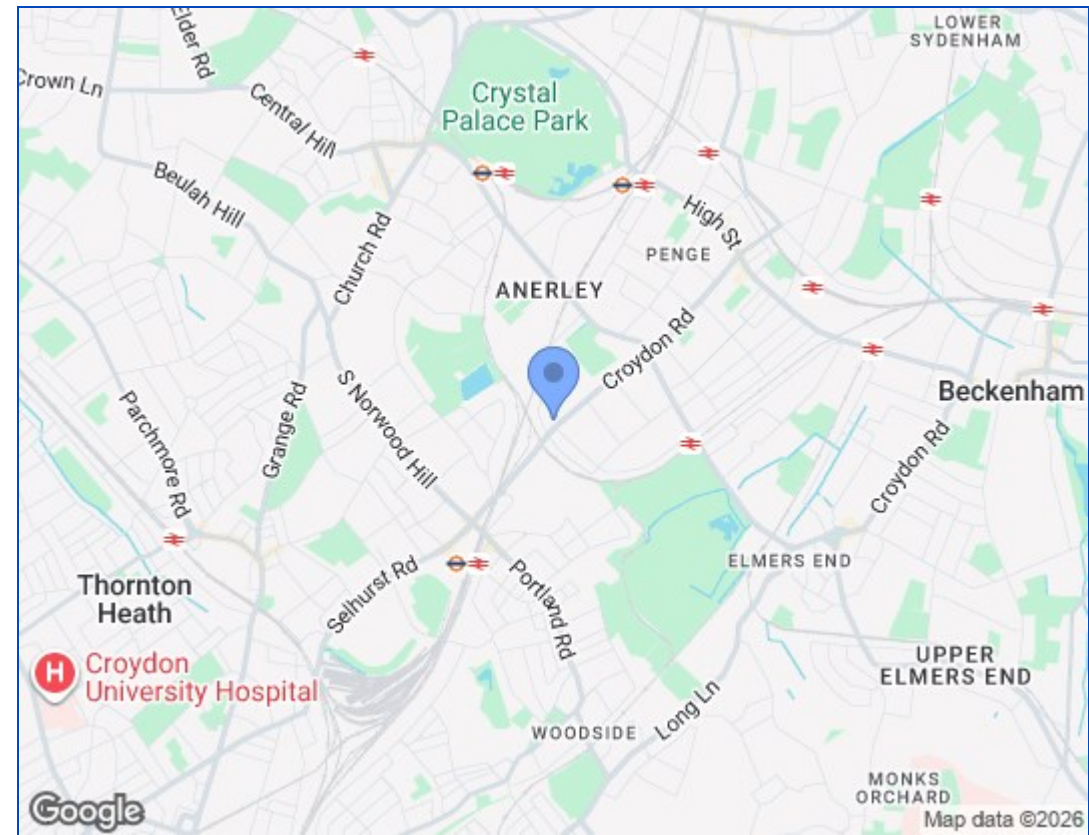 LOWER
SYDENHAM
Elder Rd
Crown Ln
Central Hill
Crystal
Palace Park
Beulah Hill
High St
PENGE
Church Rd
ANERLEY
Croydon Rd
S Norwood Hill
Grange Rd
Parchmore Rd
Beckenham
Croydon Rd
ELMERS END
Selhurst Rd
Portland Rd
Thornton
Heath
H
Croydon
University Hospital
UPPER
ELMERS END
Long Ln
WOODSIDE
MONKS
ORCHARD
Google
Map data ©2026